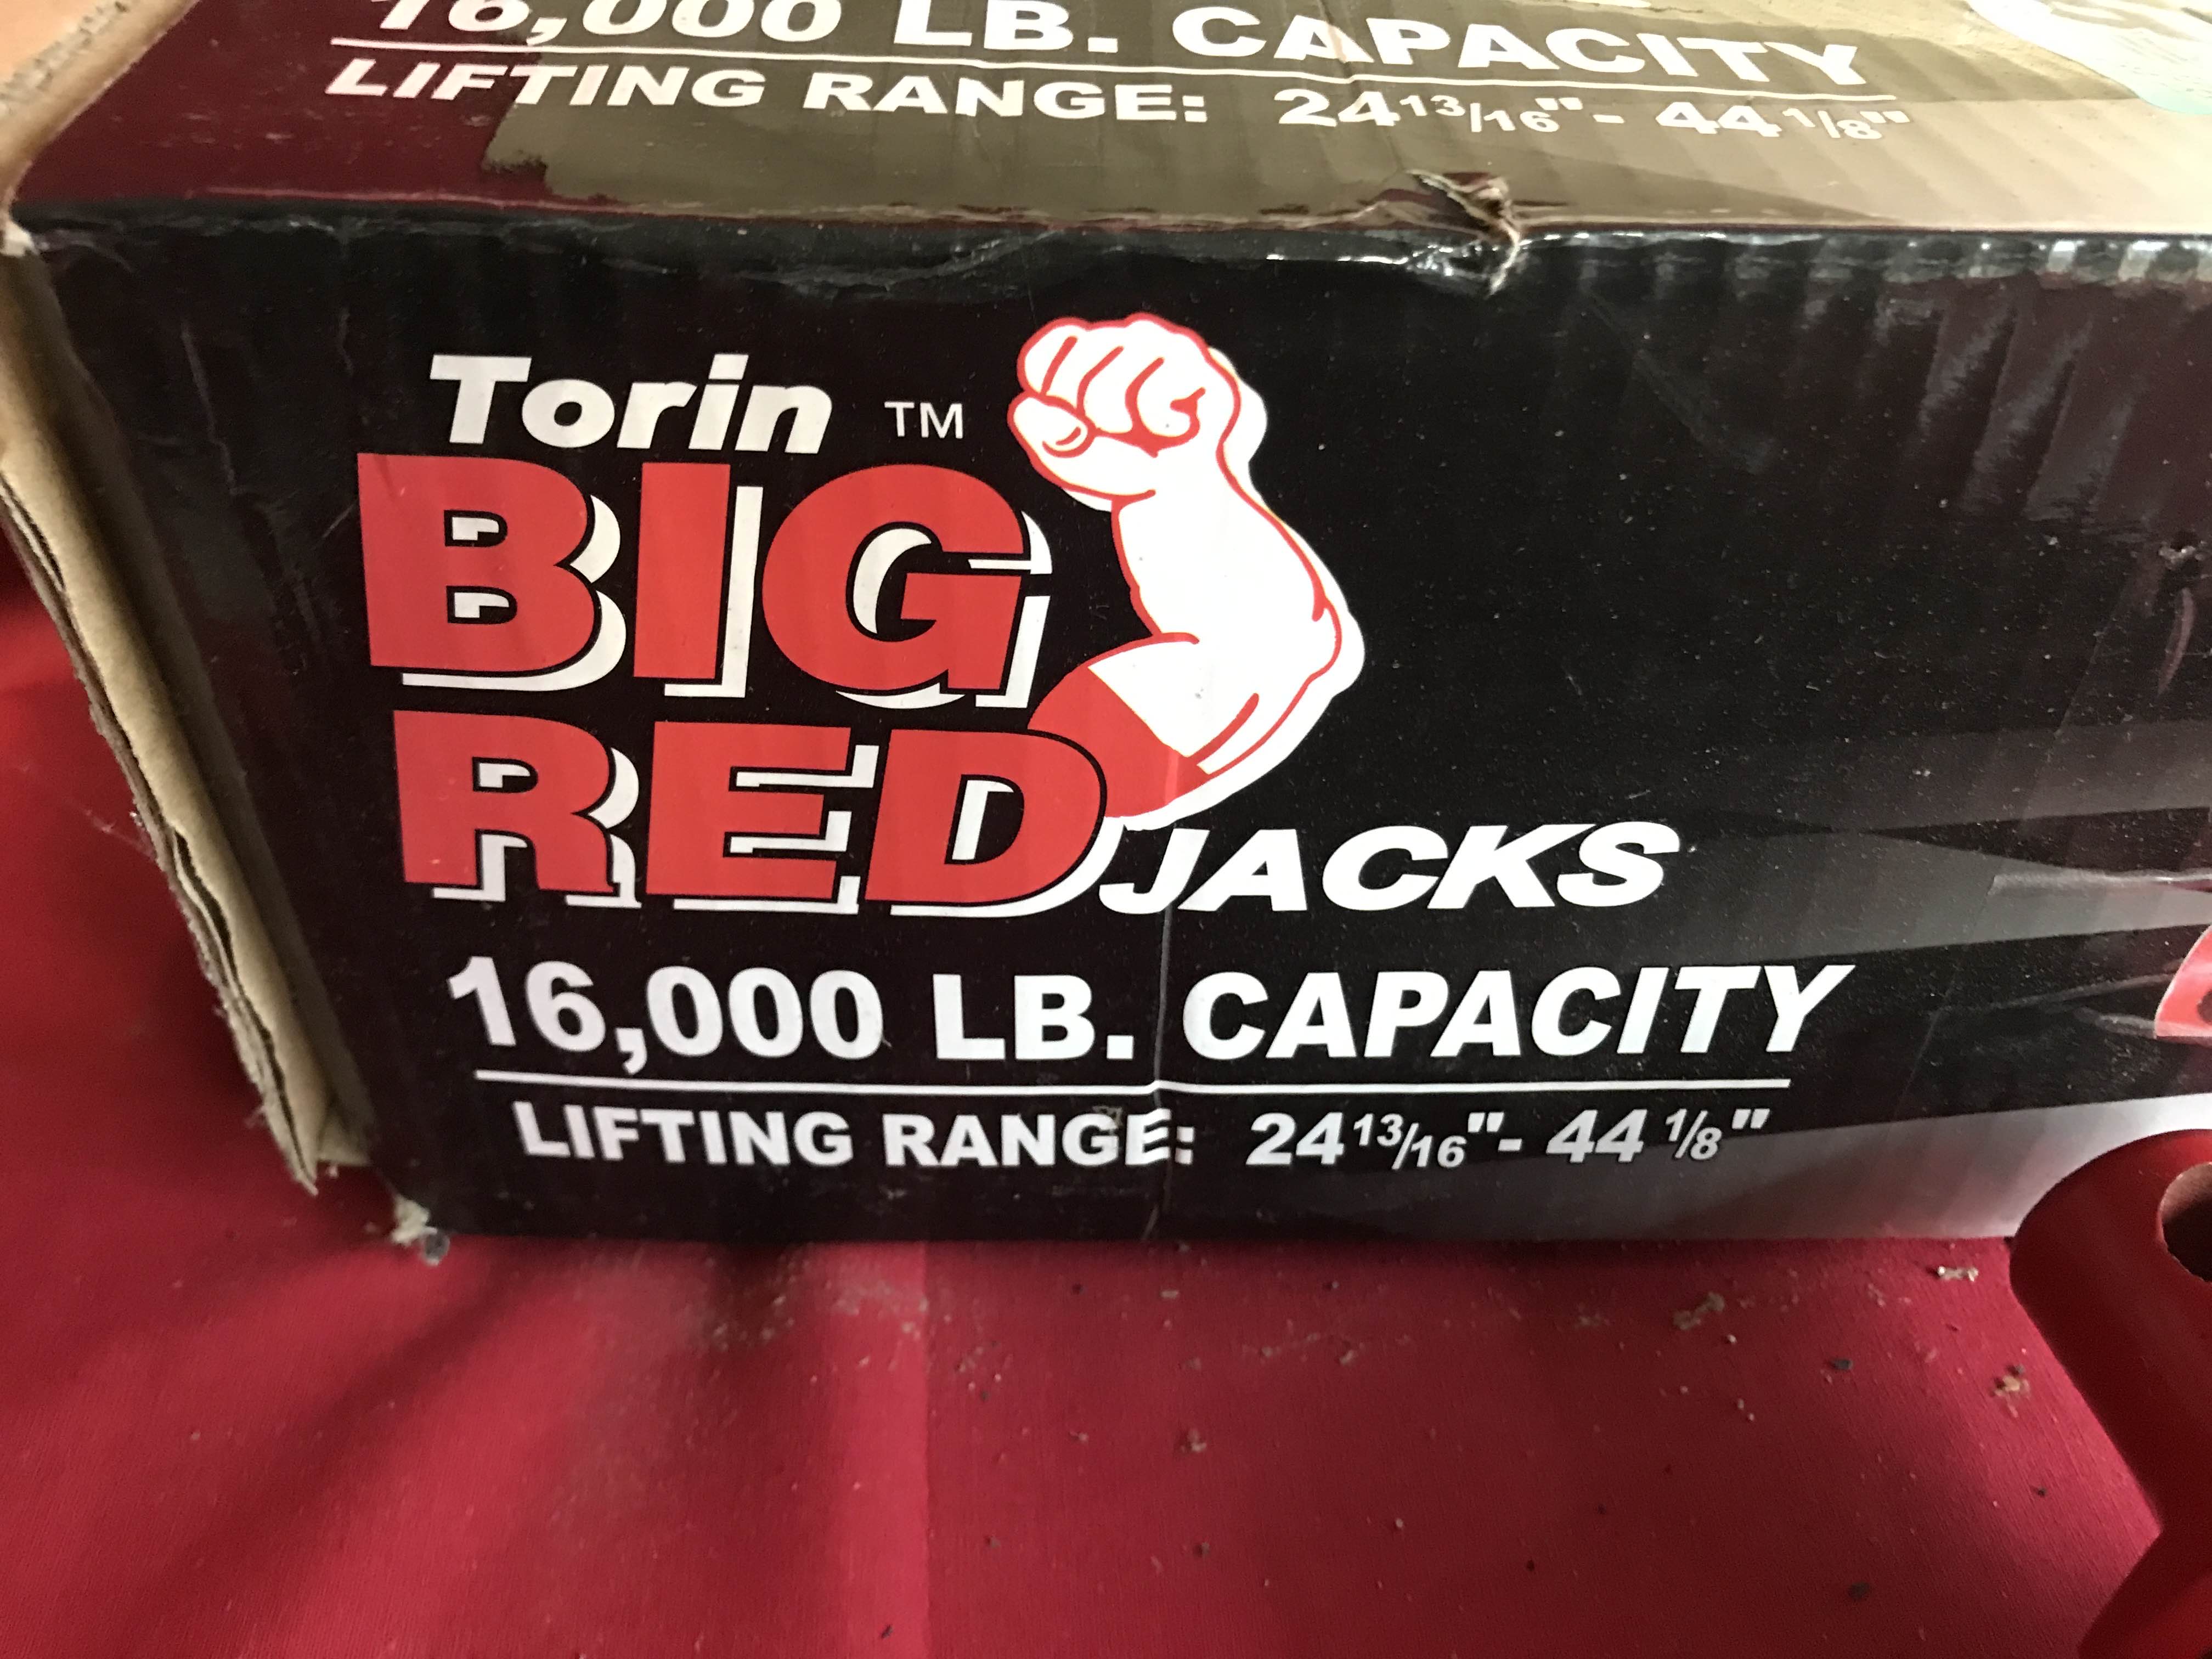 16,000 LB. CAPACITY
LIFTING RANGE: 24 13/16" - 44 1/8"
Torin TM
BIG
RED JACKS
16,000 LB. CAPACITY
LIFTING RANGE: 24 13/16" - 44 1/8"